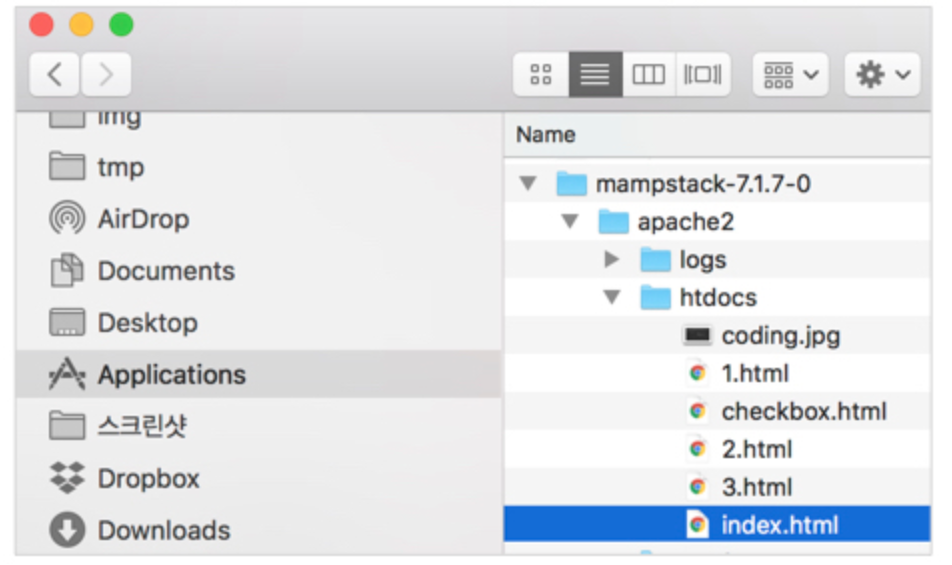 img
tmp
AirDrop
Documents
Desktop
Applications
스크린샷
Dropbox
Downloads
Name
mampstack-7.1.7-0
apache2
logs
htdocs
coding.jpg
1.html
checkbox.html
2.html
3.html
index.html